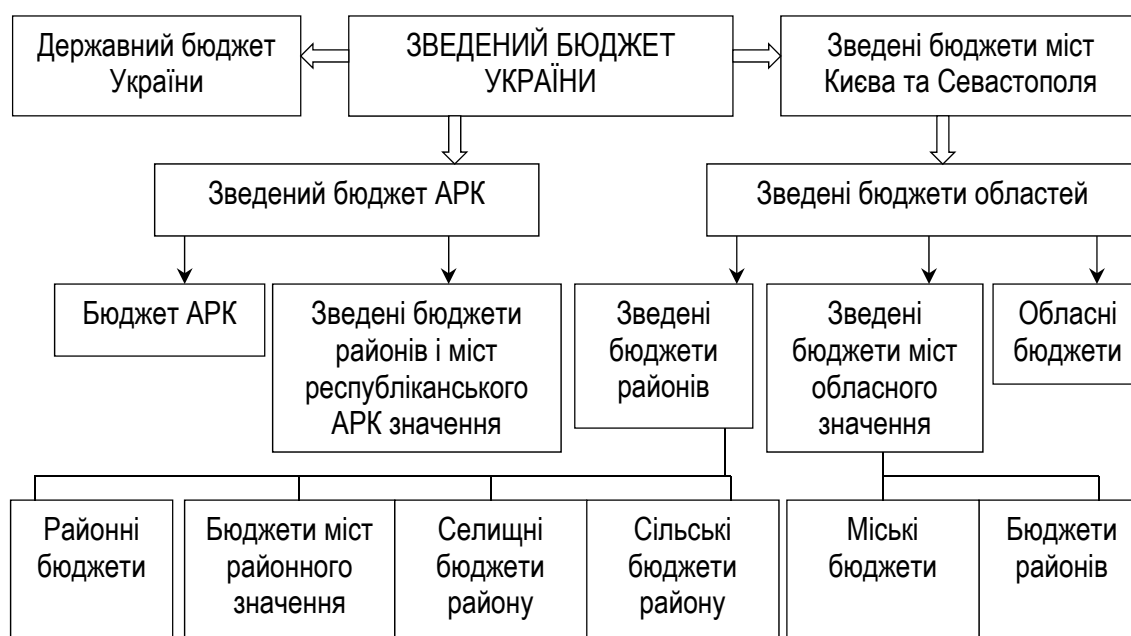 Державний бюджет
України
ЗВЕДЕНИЙ БЮДЖЕТ
УКРАЇНИ
Зведені бюджети міст
Києва та Севастополя
Зведений бюджет АРК
Зведені бюджети областей
Бюджет АРК
Зведені бюджети
районів і міст
республіканського
АРК значення
Зведені
бюджети
районів
Зведені
бюджети міст
обласного
значення
Обласні
бюджети
Районні
бюджети
Бюджети міст
районного
значення
Селищні
бюджети
району
Сільські
бюджети
району
Міські
бюджети
Бюджети
районів